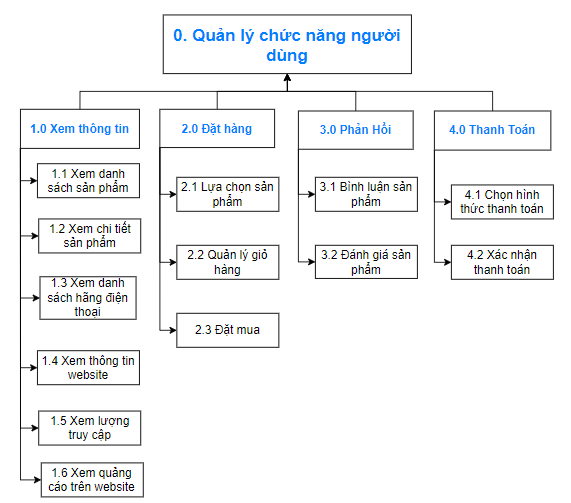 0. Quản lý chức năng người
dùng
1.0 Xem thông tin
2.0 Đặt hàng
3.0 Phản Hồi
4.0 Thanh Toán
1.1 Xem danh
sách sản phẩm
1.2 Xem chi tiết
sản phẩm
1.3 Xem danh
sách hãng điện
thoại
1.4 Xem thông tin
website
1.5 Xem lượng
truy cập
1.6 Xem quảng
cáo trên website
2.1 Lựa chọn sản
phẩm
2.2 Quản lý giỏ
hàng
2.3 Đặt mua
3.1 Bình luận sản
phẩm
3.2 Đánh giá sản
phẩm
4.1 Chọn hình
thức thanh toán
4.2 Xác nhận
thanh toán